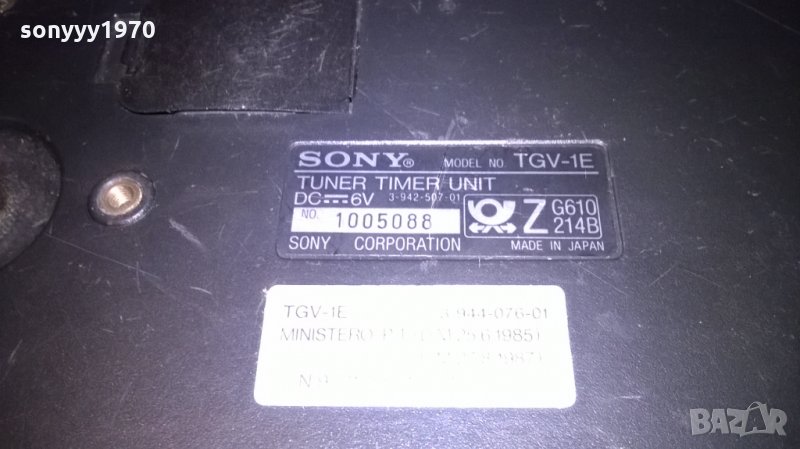 sonyyy1970
SONY® MODEL NO. TGV-1E
TUNER TIMER UNIT
DC 6V 3-942-507-01
NO. 1005088
Z G610
214B
SONY CORPORATION MADE IN JAPAN
TGV-1E 3-944-076-01
MINISTERO
BAZAR